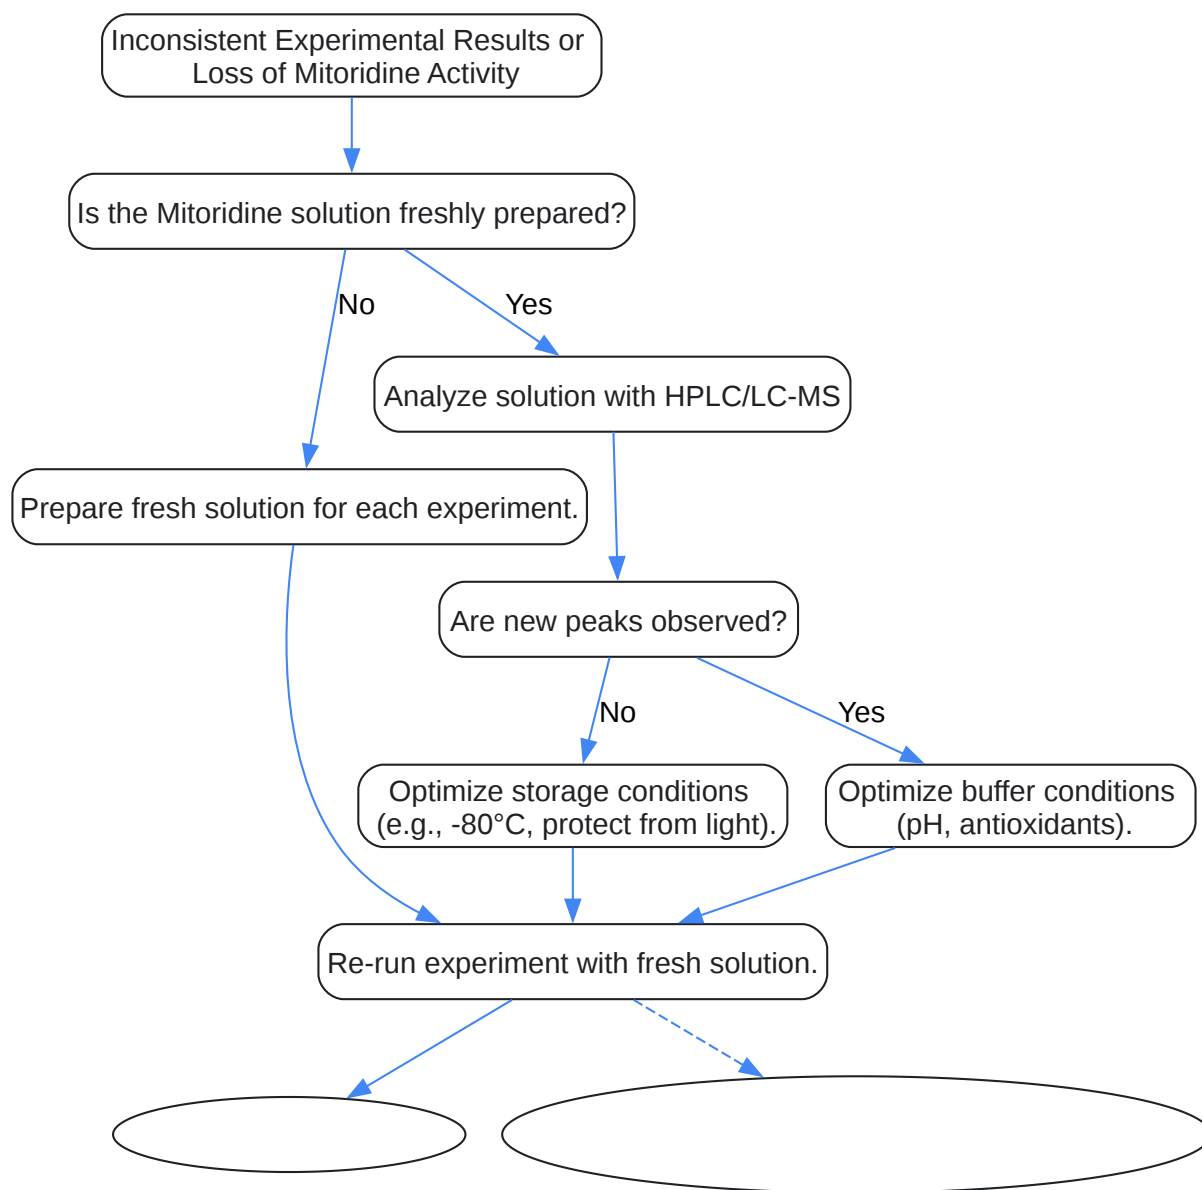 Inconsistent Experimental Results or
Loss of Mitoridine Activity
Is the Mitoridine solution freshly prepared?
No
Yes
Analyze solution with HPLC/LC-MS
Prepare fresh solution for each experiment.
Are new peaks observed?
No
Yes
Optimize storage conditions
(e.g., -80°C, protect from light).
Optimize buffer conditions
(pH, antioxidants).
Re-run experiment with fresh solution.